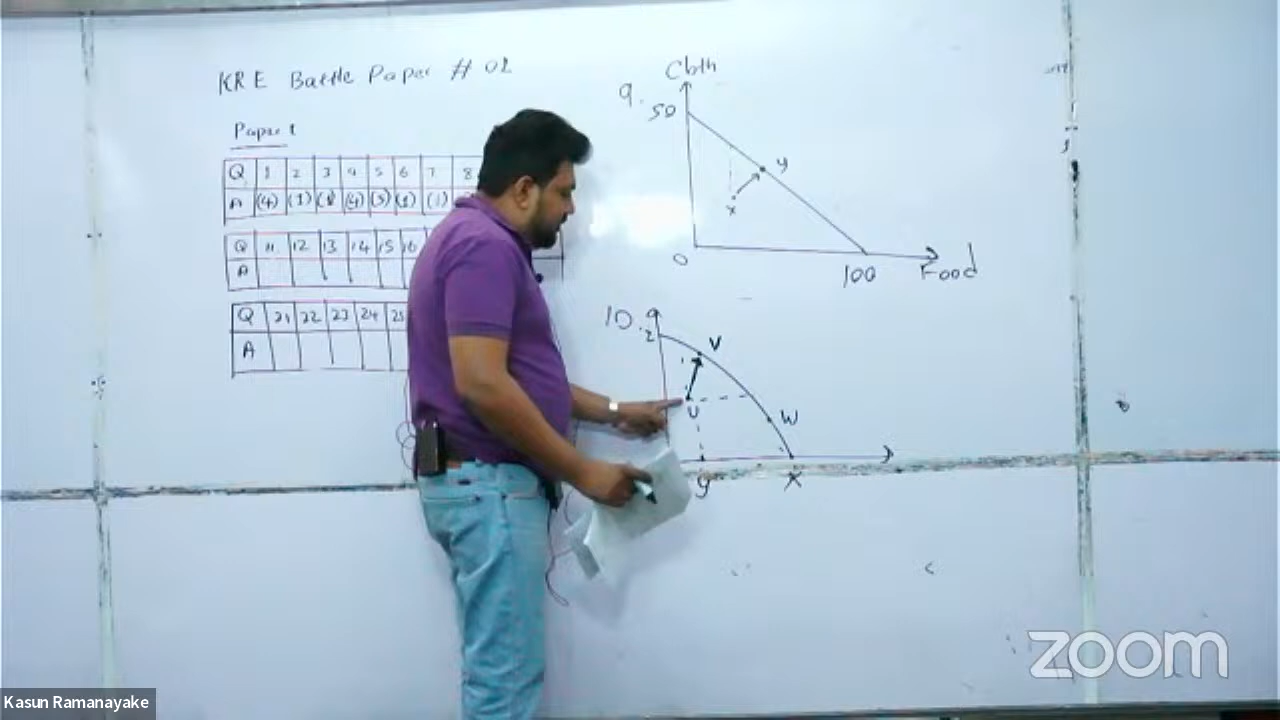 KRE Battle Paper # 02
Paper 1
Q 1 2 3 4 5 6 7 8
A (4) (1) (4) (1) (1)
Q 11 12 13 14 15 16
A
Q 21 22 23 24 25
A
9.
Cloth
50
y
x
0
100
Food
10.
Z
V
U
W
y
X
zoom
Kasun Ramanayake